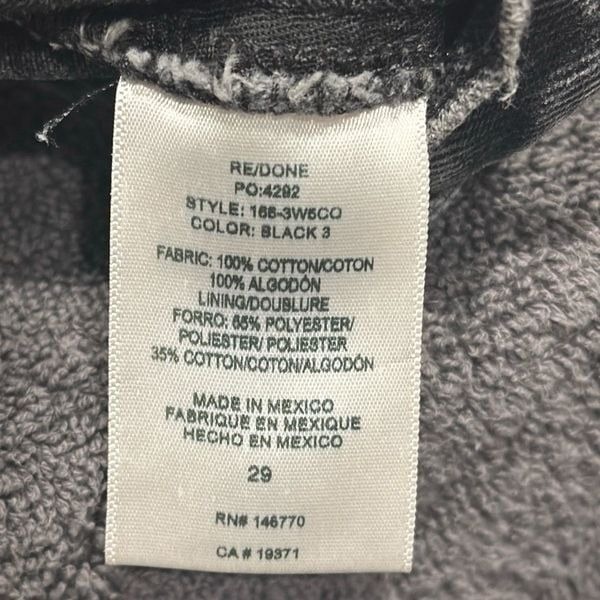 RE/DONE
PO:4292
STYLE: 165-3W5CO
COLOR: BLACK 3
FABRIC: 100% COTTON/COTON
100% ALGODÓN
LINING/DOUBLURE
FORRO: 65% POLYESTER/
POLIESTER/ POLIESTER
35% COTTON/COTON/ALGODÓN
MADE IN MEXICO
FABRIQUE EN MEXIQUE
HECHO EN MEXICO
29
RN# 146770
CA # 19371